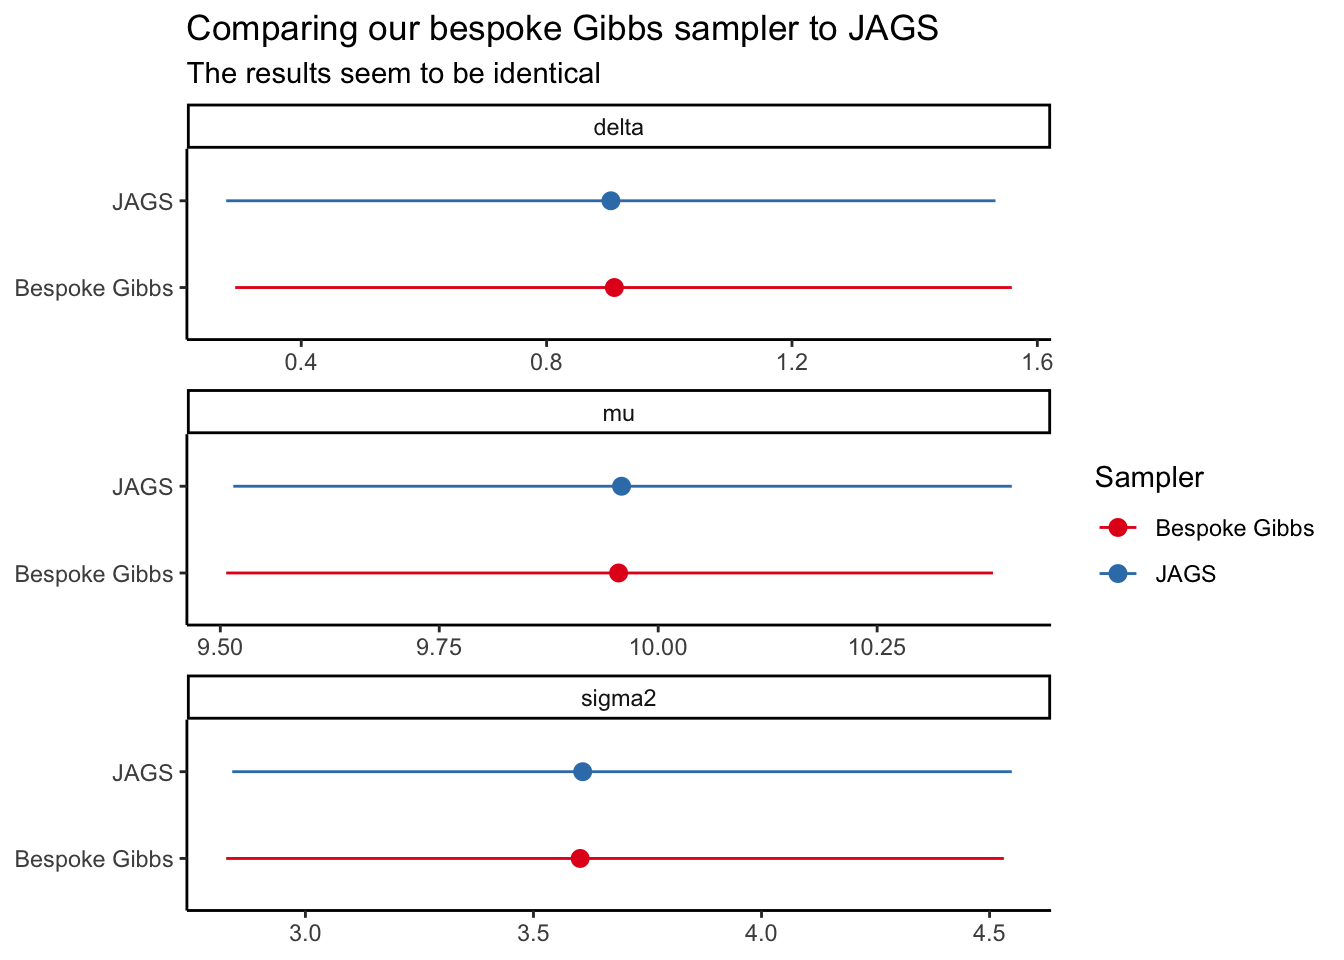 Comparing our bespoke Gibbs sampler to JAGS
The results seem to be identical
delta
JAGS
Bespoke Gibbs
0.4 0.8 1.2 1.6
mu
JAGS
Bespoke Gibbs
9.50 9.75 10.00 10.25
sigma2
JAGS
Bespoke Gibbs
3.0 3.5 4.0 4.5
Sampler
Bespoke Gibbs
JAGS